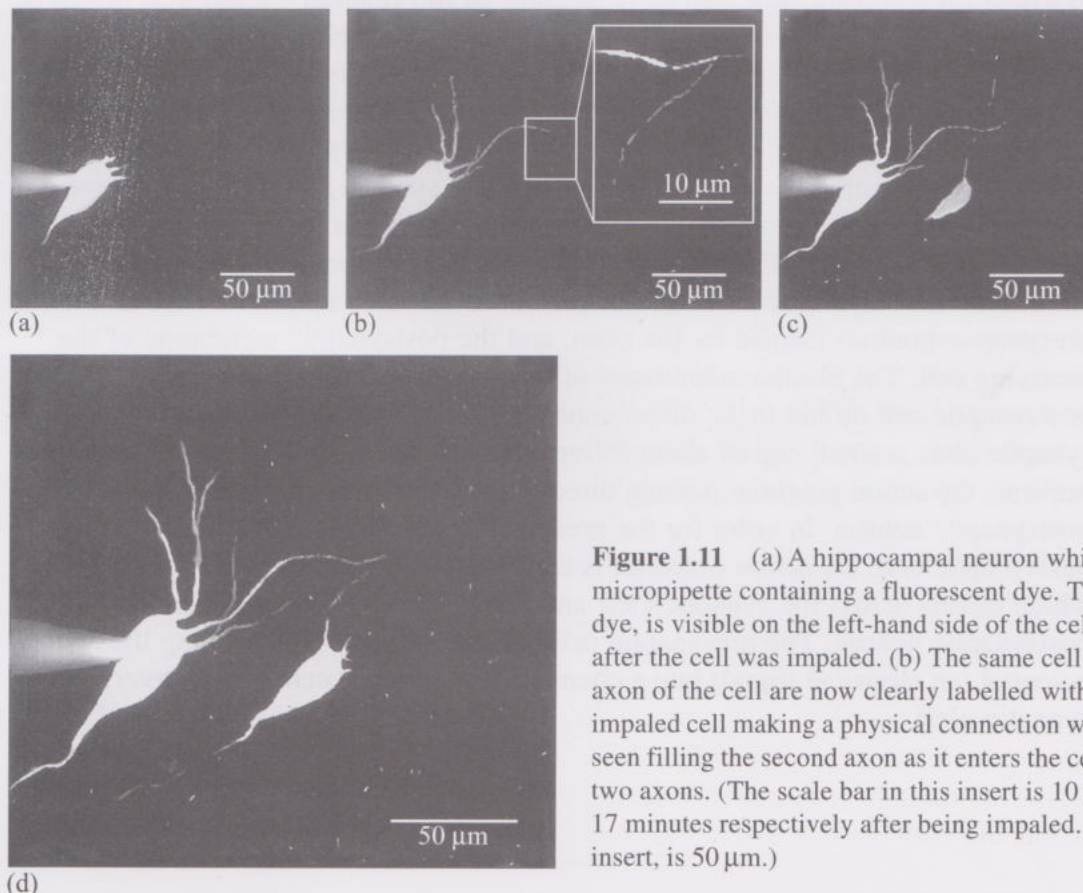 50 µm
(a)
10 µm
50 µm
(b)
50 µm
(c)
50 µm
(d)
Figure 1.11 (a) A hippocampal neuron whi
micropipette containing a fluorescent dye. T
dye, is visible on the left-hand side of the cel
after the cell was impaled. (b) The same cell
axon of the cell are now clearly labelled with
impaled cell making a physical connection w
seen filling the second axon as it enters the ce
two axons. (The scale bar in this insert is 10
17 minutes respectively after being impaled.
insert, is 50 µm.)